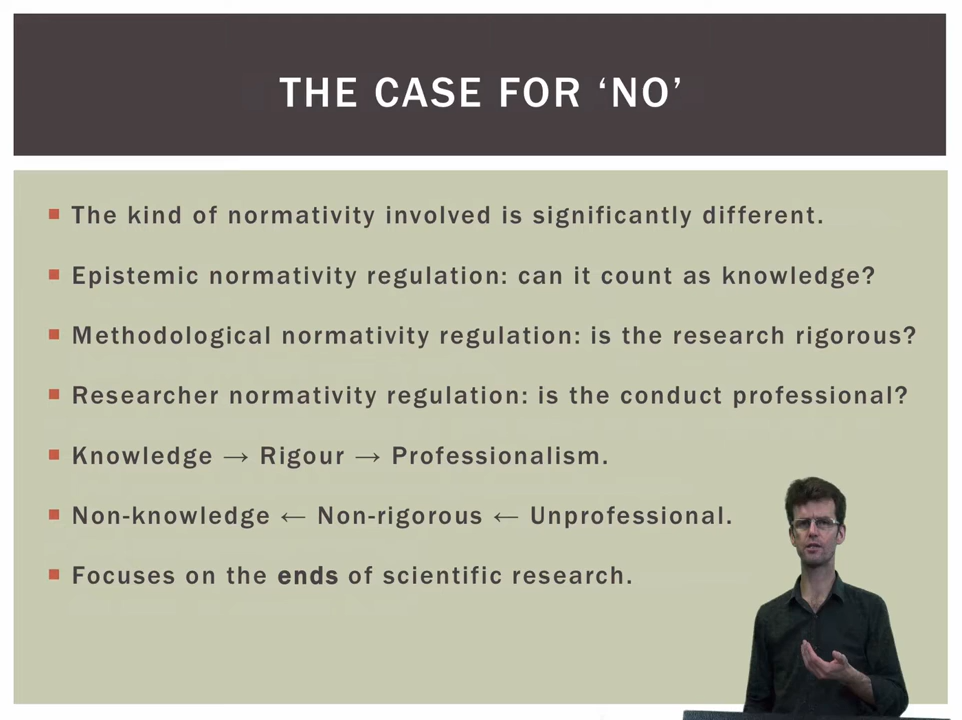 THE CASE FOR ‘NO’
The kind of normativity involved is significantly different.
Epistemic normativity regulation: can it count as knowledge?
Methodological normativity regulation: is the research rigorous?
Researcher normativity regulation: is the conduct professional?
Knowledge → Rigour → Professionalism.
Non-knowledge ← Non-rigorous ← Unprofessional.
Focuses on the ends of scientific research.